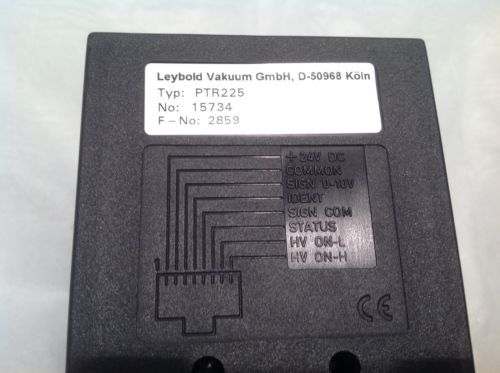 Leybold Vakuum GmbH, D-50968 Köln
Typ: PTR225
No: 15734
F-No: 2859
+ 24V DC
COMMON
SIGN 0-10V
IDENT
SIGN COM
STATUS
HV ON-L
HV ON-H
CE